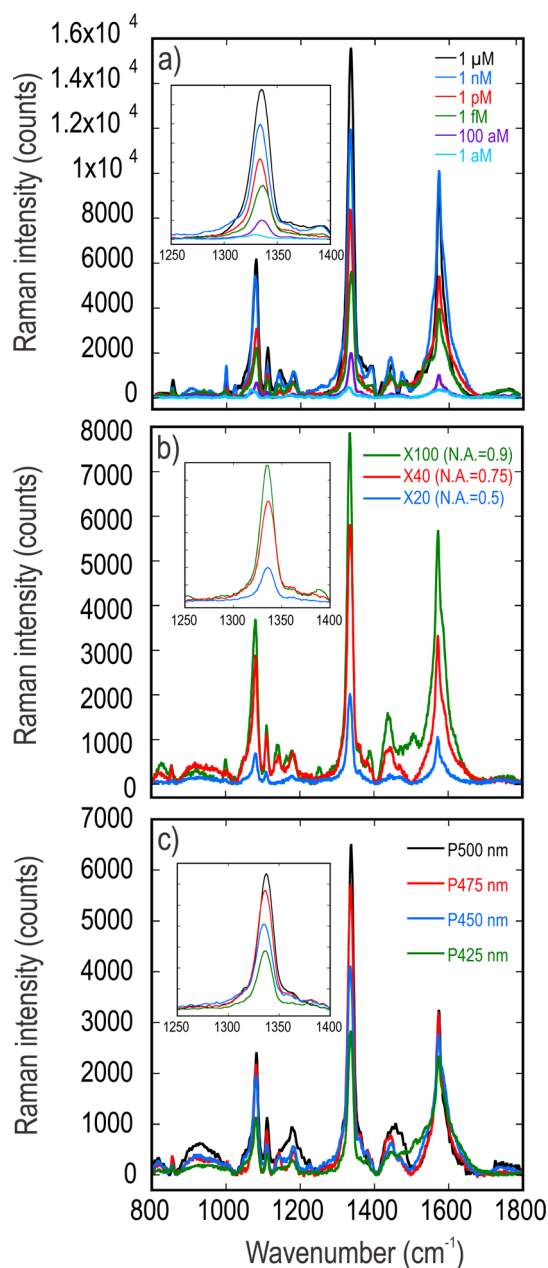 a)
1.6x10 4
1.4x10 4
1.2x10 4
1x10 4
8000
6000
4000
2000
0
Raman intensity (counts)
1 µM
1 nM
1 pM
1 fM
100 aM
1 aM
1250 1300 1350 1400
b)
8000
7000
6000
5000
4000
3000
2000
1000
0
Raman intensity (counts)
X100 (N.A.=0.9)
X40 (N.A.=0.75)
X20 (N.A.=0.5)
1250 1300 1350 1400
c)
7000
6000
5000
4000
3000
2000
1000
0
Raman intensity (counts)
P500 nm
P475 nm
P450 nm
P425 nm
1250 1300 1350 1400
800 1000 1200 1400 1600 1800
Wavenumber (cm-1)